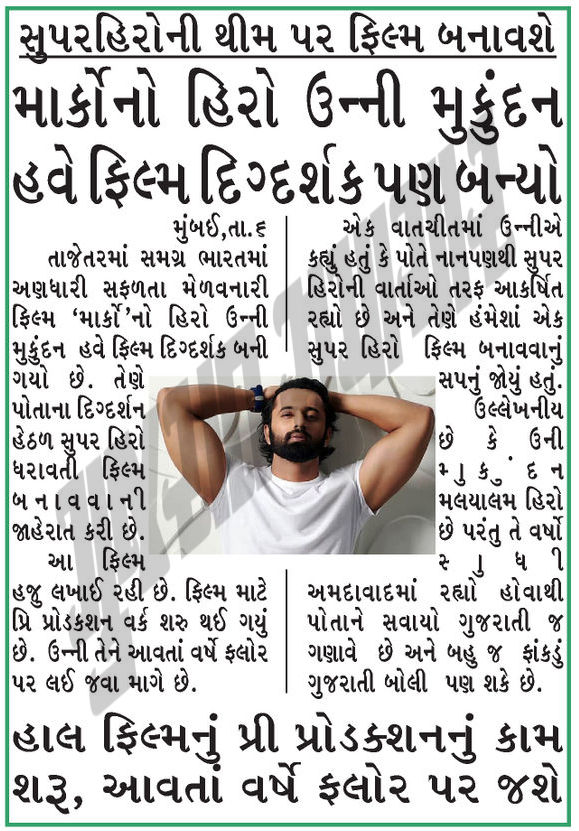 સુપરહિરોની થીમ પર ફિલ્મ બનાવશે
માર્કોનો હિરો ઉન્ની મુકુંદન
હવે ફિલ્મ દિગ્દર્શક પણ બન્યો
મુંબઈ,તા.૬
તાજેતરમાં સમગ્ર ભારતમાં
અણધારી સફળતા મેળવનારી
ફિલ્મ ‘માર્કો’નો હિરો ઉન્ની
મુકુંદન હવે ફિલ્મ દિગ્દર્શક બની
ગયો છે. તેણે
પોતાના દિગ્દર્શન
હેઠળ સુપર હિરો
ધરાવતી ફિલ્મ
બનાવવાની
જાહેરાત કરી છે.
આ ફિલ્મ
હજુ લખાઈ રહી છે. ફિલ્મ માટે
પ્રિ પ્રોડકશન વર્ક શરુ થઈ ગયું
છે. ઉન્ની તેને આવતાં વર્ષે ફલોર
પર લઈ જવા માગે છે.
એક વાતચીતમાં ઉન્નીએ
કહ્યું હતું કે પોતે નાનપણથી સુપર
હિરોની વાર્તાઓ તરફ આકર્ષિત
રહ્યો છે અને તેણે હંમેશાં એક
સુપર હિરો ફિલ્મ બનાવવાનું
સપનું જોયું હતું.
ઉલ્લેખનીય
છે કે ઉની
મુકુંદન
મલયાલમ હિરો
છે પરંતુ તે વર્ષો
સુધી
અમદાવાદમાં રહ્યો હોવાથી
પોતાને સવાયો ગુજરાતી જ
ગણાવે છે અને બહુ જ ફાંકડું
ગુજરાતી બોલી પણ શકે છે.
હાલ ફિલ્મનું પ્રી પ્રોડક્શનનું કામ
શરૂ, આવતાં વર્ષે ફલોર પર જશે